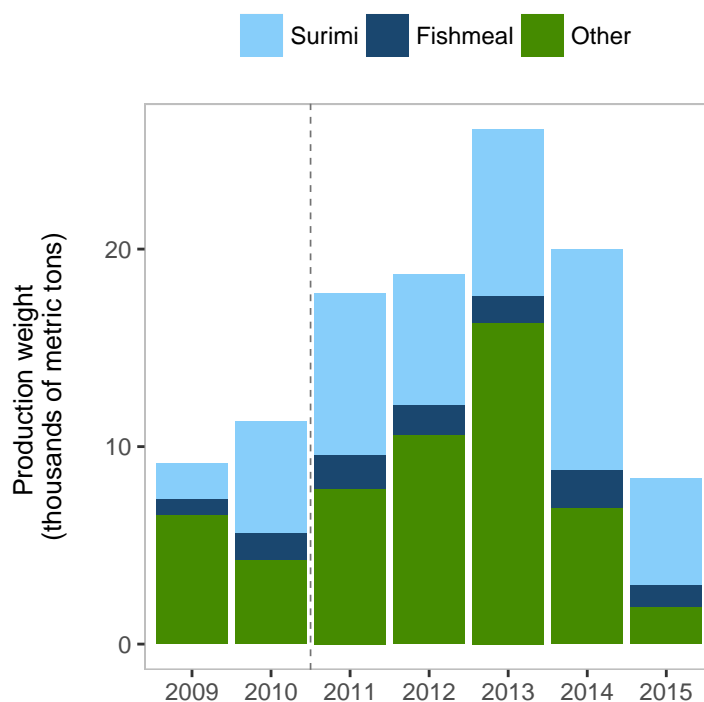 Surimi Fishmeal Other
Production weight
(thousands of metric tons)
20
10
0
2009 2010 2011 2012 2013 2014 2015